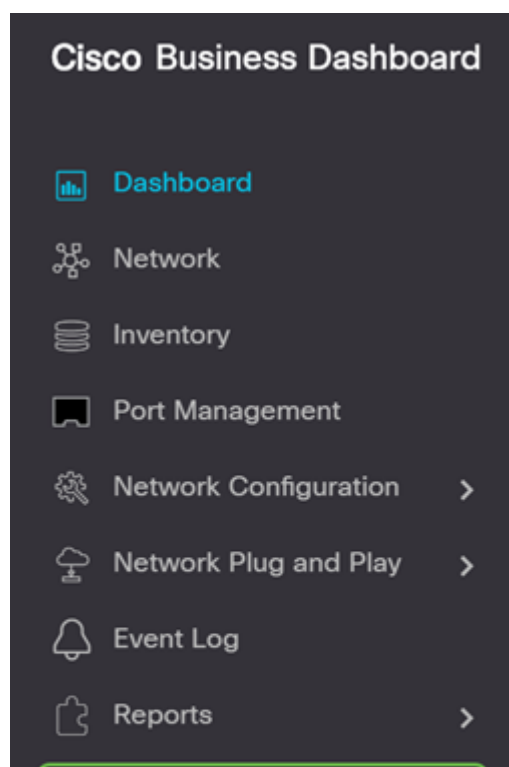 Cisco Business Dashboard
Dashboard
Network
Inventory
Port Management
Network Configuration
Network Plug and Play
Event Log
Reports